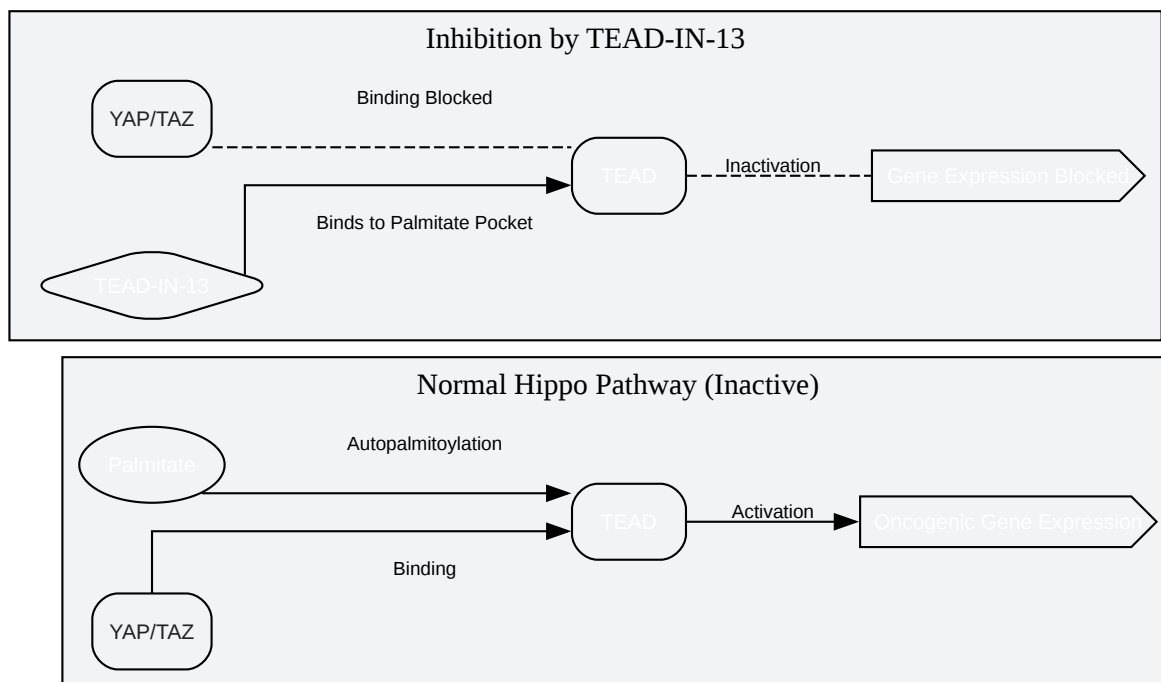 Inhibition by TEAD-IN-13
Binding Blocked
YAP/TAZ
TEAD
Inactivation
Gene Expression Blocked
Binds to Palmitate Pocket
TEAD-IN-13
Normal Hippo Pathway (Inactive)
Autopalmitoylation
Palmitate
TEAD
Activation
Oncogenic Gene Expression
Binding
YAP/TAZ